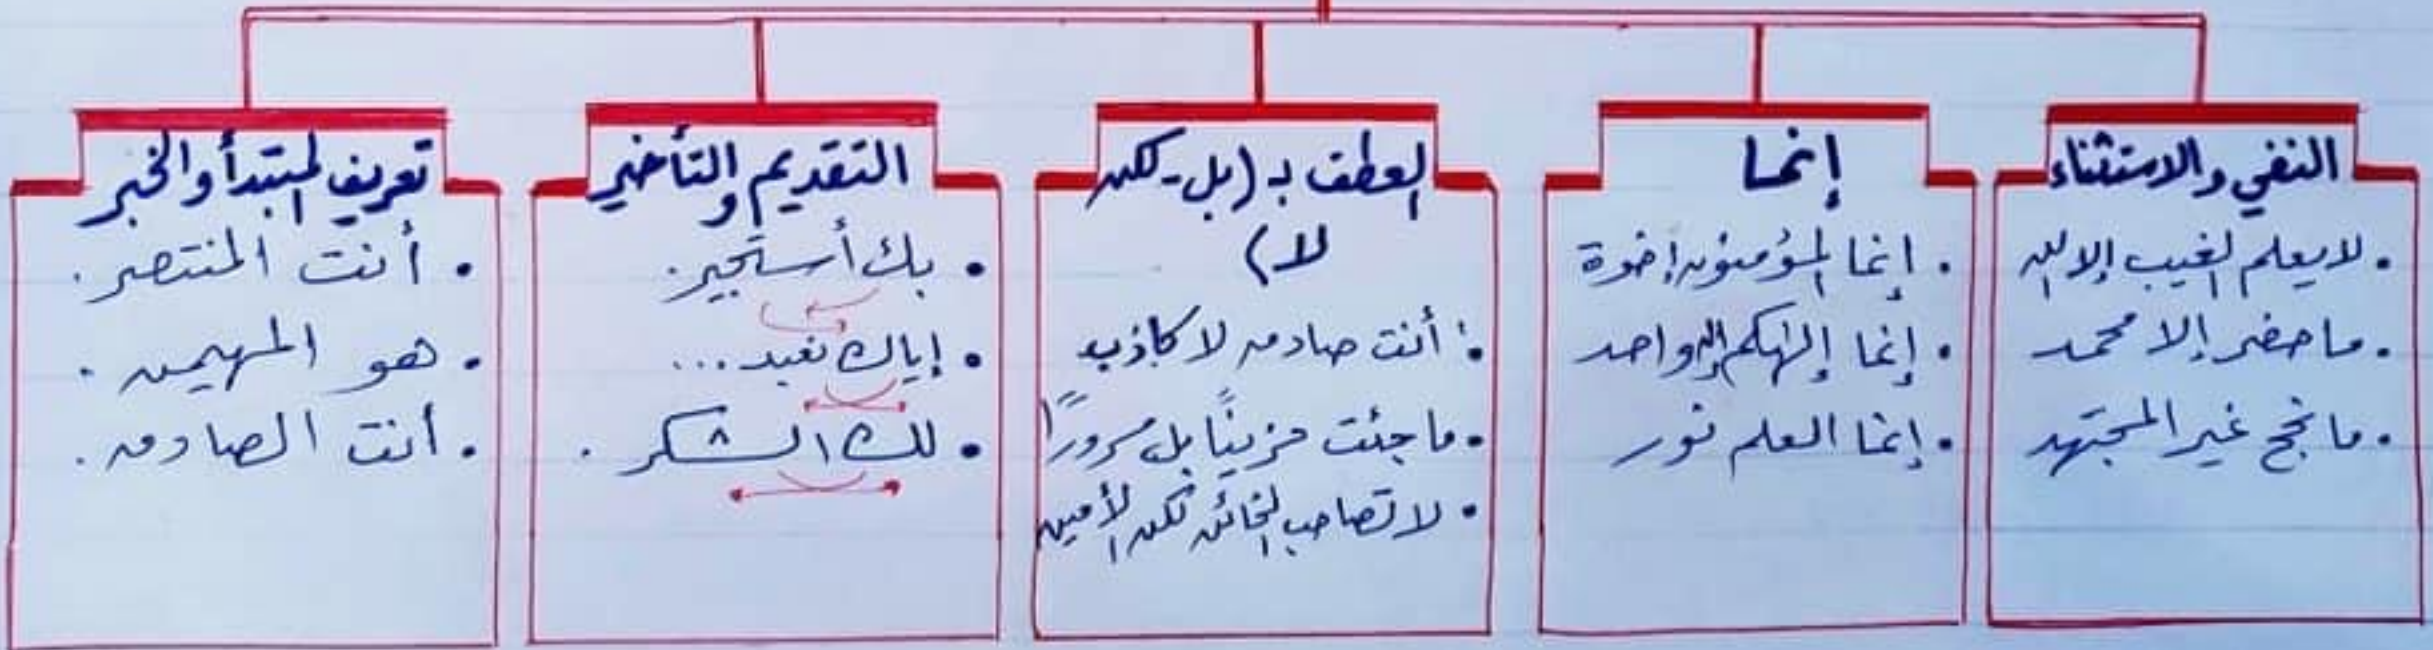 النفي والاستثناء
. لا يعلم الغيب إلا الله
. ما حضر إلا محمد
. ما نجح غير المجتهد
إنما
. إنما المؤمنون إخوة
. إنما إلهكم إله واحد
. إنما العلم نور
العطف بـ (بل - لكن
لا)
. أنت صادق لا كاذب
. ما جئت حزينًا بل مسرورًا
. لا تصاحب الخائن لكن الأمين
التقديم والتأخير
. بك أستجير.
. إياك نعبد...
. لك الشكر.
تعريف المبتدأ والخبر
. أنت المنتصر.
. هو المهيمن.
. أنت الصادق.